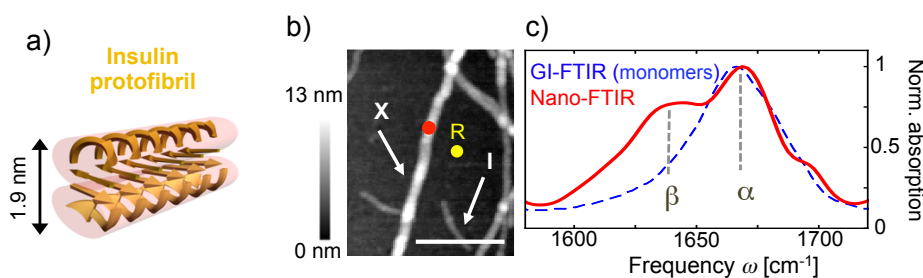 a)
Insulin
protofibril
1.9 nm
b)
13 nm
0 nm
X
R
I
c)
GI-FTIR (monomers)
Nano-FTIR
β
α
1600
1650
1700
Frequency ω [cm-1]
0
0.5
1
Norm. absorption